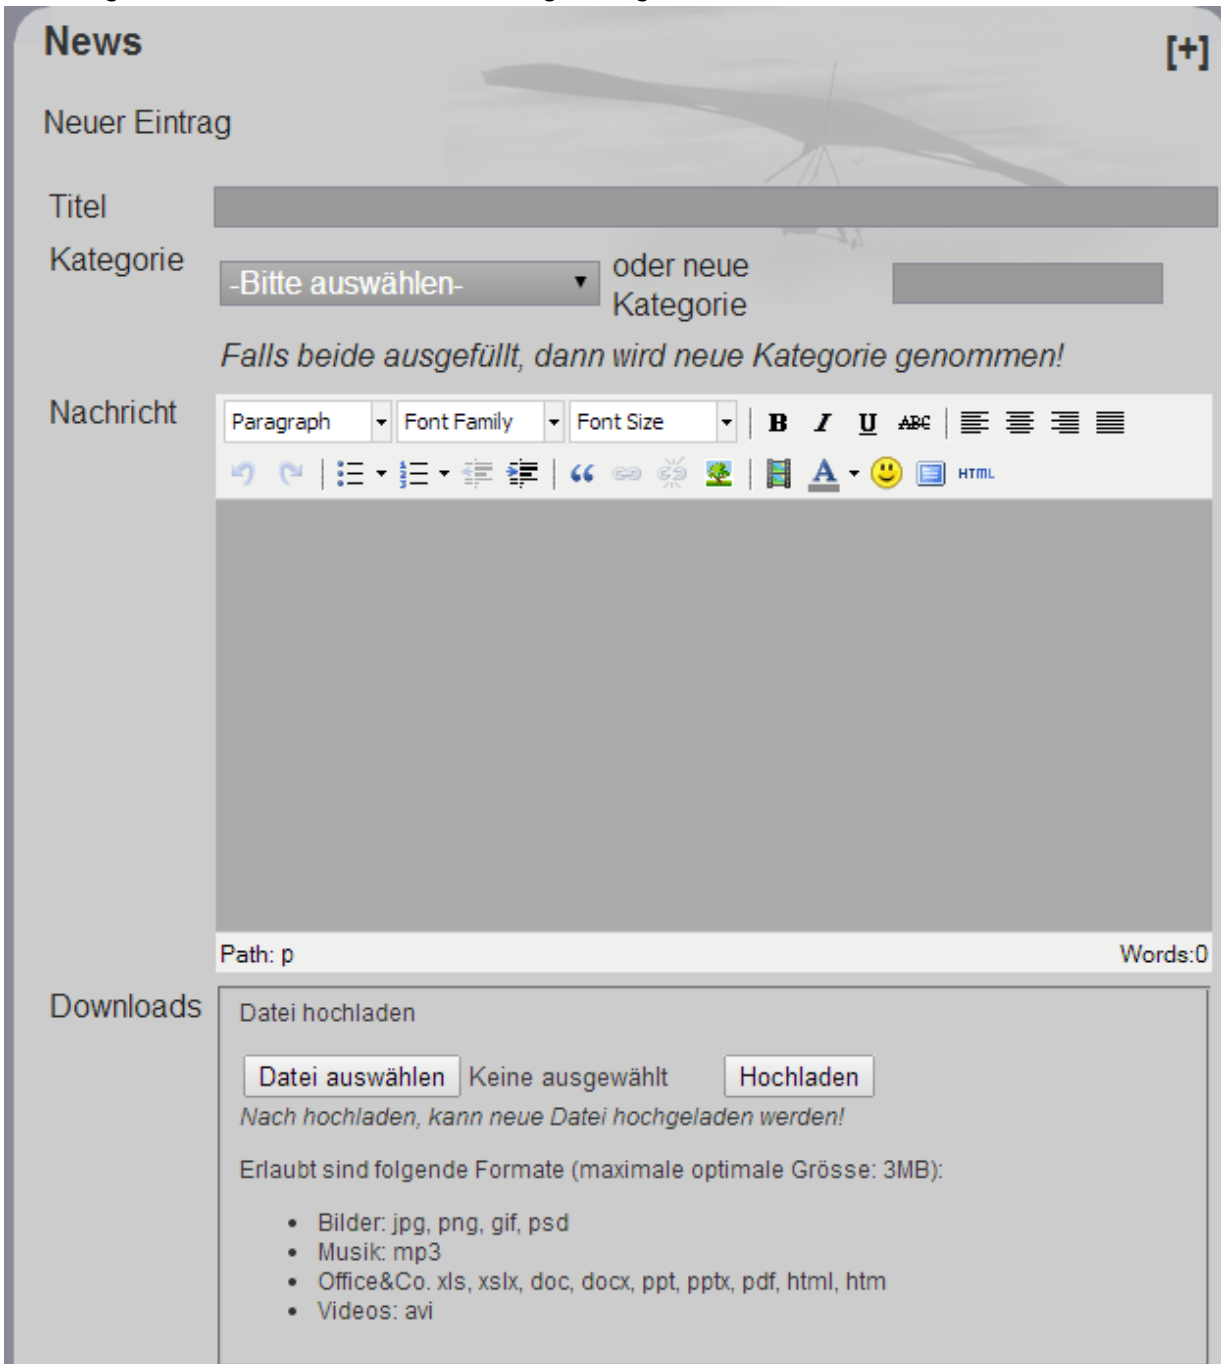 News
[+]
Neuer Eintrag
Titel
Kategorie
-Bitte auswählen-
oder neue
Kategorie
Falls beide ausgefüllt, dann wird neue Kategorie genommen!
Nachricht
Paragraph Font Family Font Size B I U ABC
A HTML
Path: p Words:0
Downloads
Datei hochladen
Datei auswählen Keine ausgewählt Hochladen
Nach hochladen, kann neue Datei hochgeladen werden!
Erlaubt sind folgende Formate (maximale optimale Grösse: 3MB):
• Bilder: jpg, png, gif, psd
• Musik: mp3
• Office&Co. xls, xslx, doc, docx, ppt, pptx, pdf, html, htm
• Videos: avi